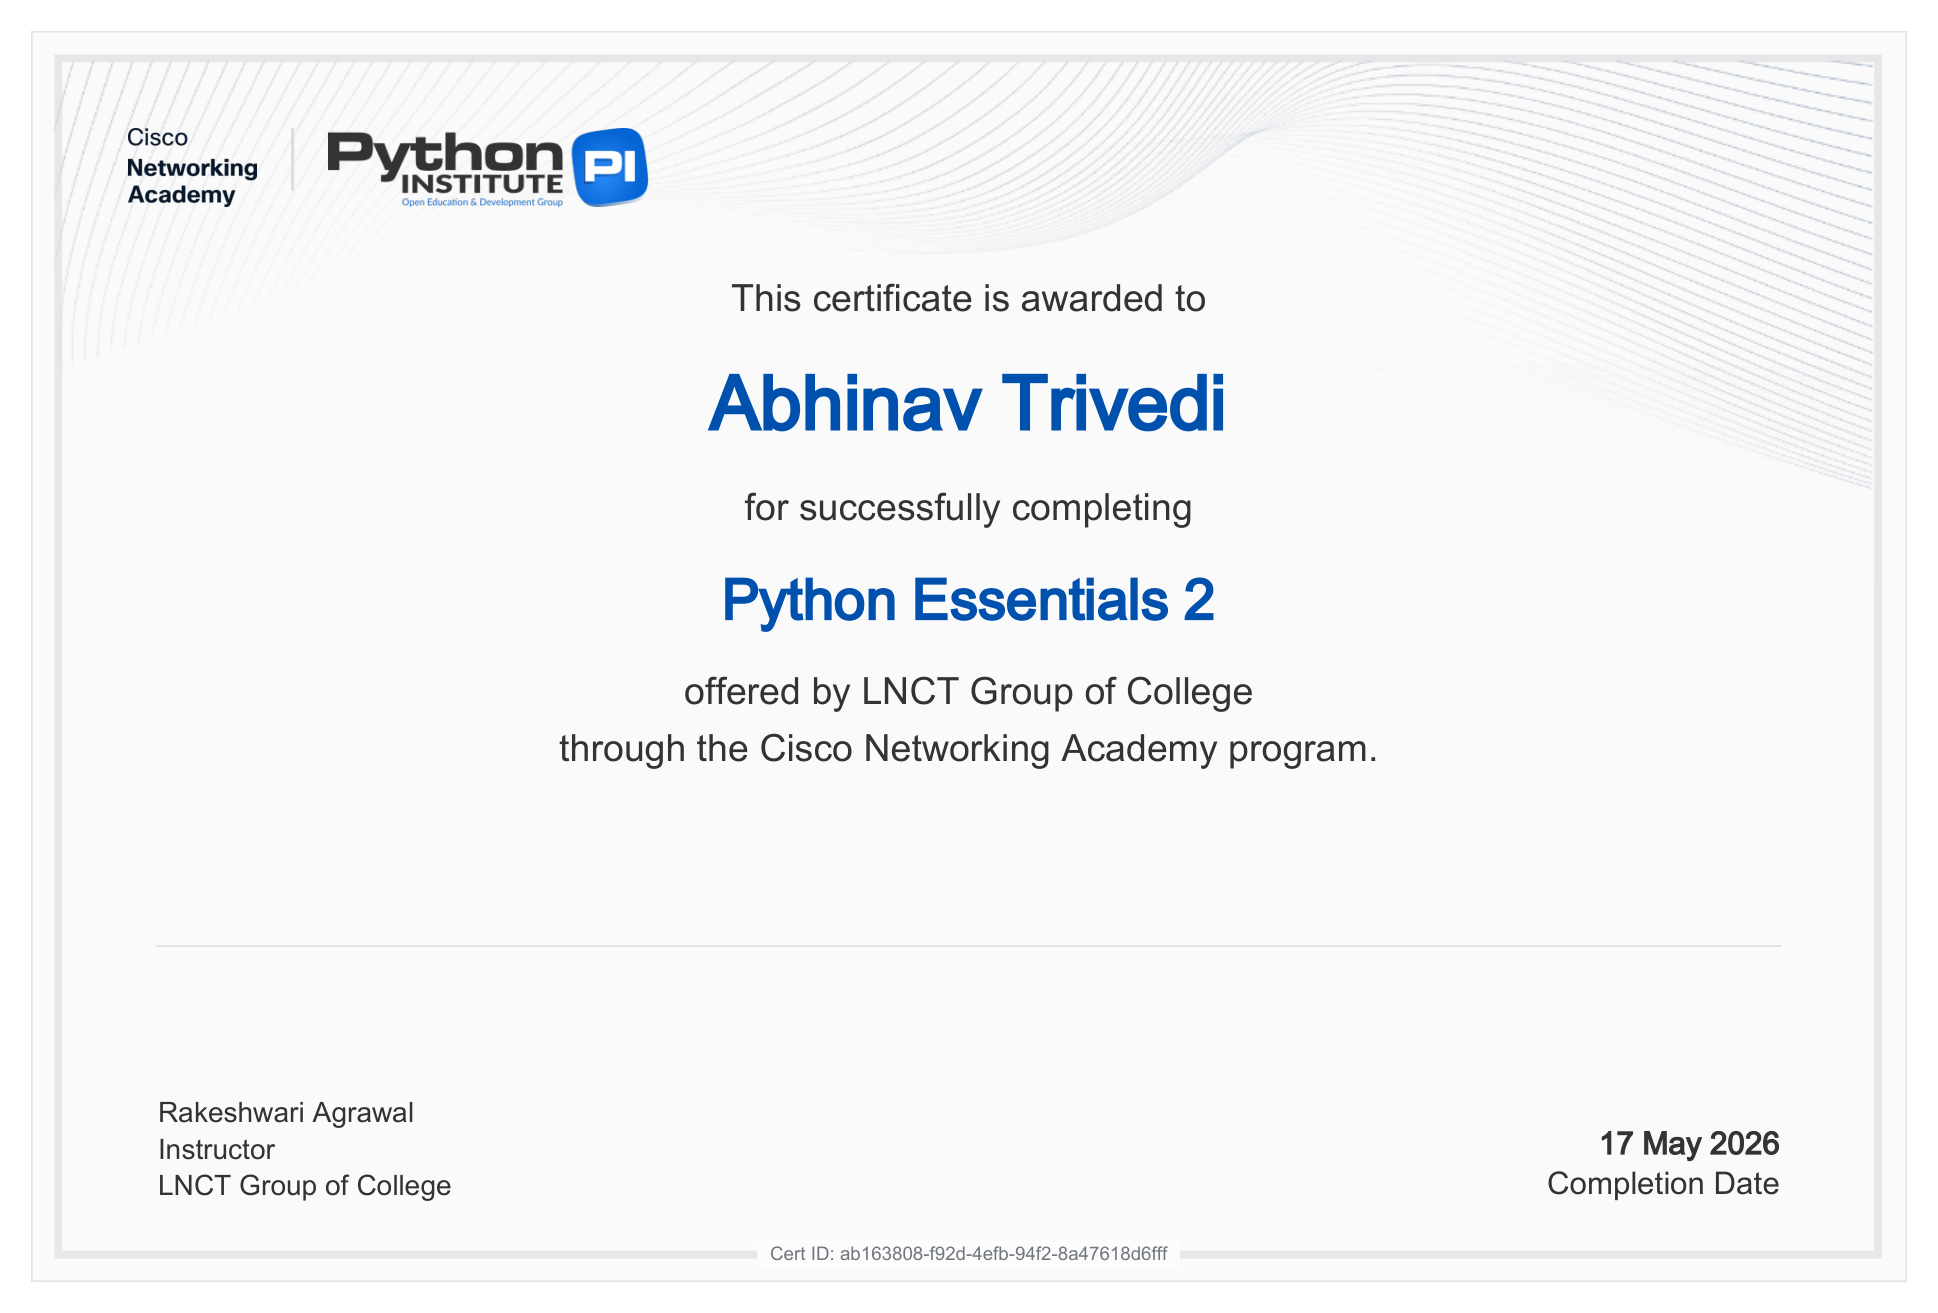 Cisco
Networking
Academy
Python
INSTITUTE
Open Education & Development Group
PI
This certificate is awarded to
Abhinav Trivedi
for successfully completing
Python Essentials 2
offered by LNCT Group of College
through the Cisco Networking Academy program.
Rakeshwari Agrawal
Instructor
LNCT Group of College
17 May 2026
Completion Date
Cert ID: ab163808-f92d-4efb-94f2-8a47618d6fff